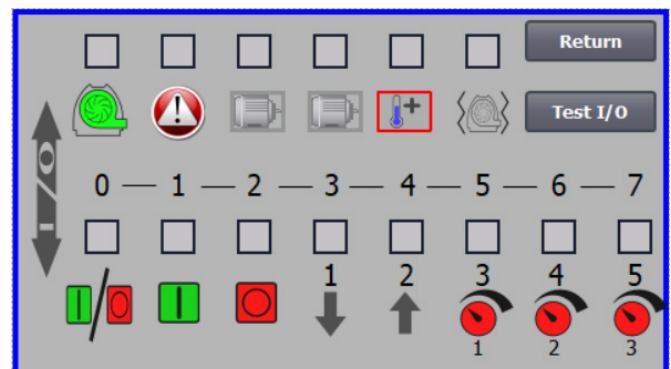 Return
Test I/O
I/O
0 — 1 — 2 — 3 — 4 — 5 — 6 — 7
1 2 3 4 5
1 2 3